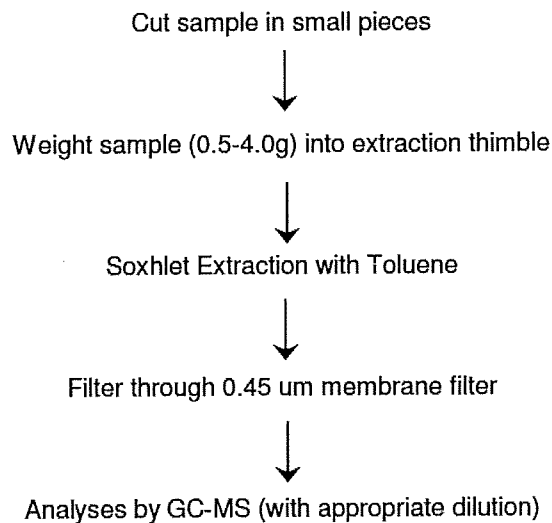 Cut sample in small pieces
Weight sample (0.5-4.0g) into extraction thimble
Soxhlet Extraction with Toluene
Filter through 0.45 um membrane filter
Analyses by GC-MS (with appropriate dilution)